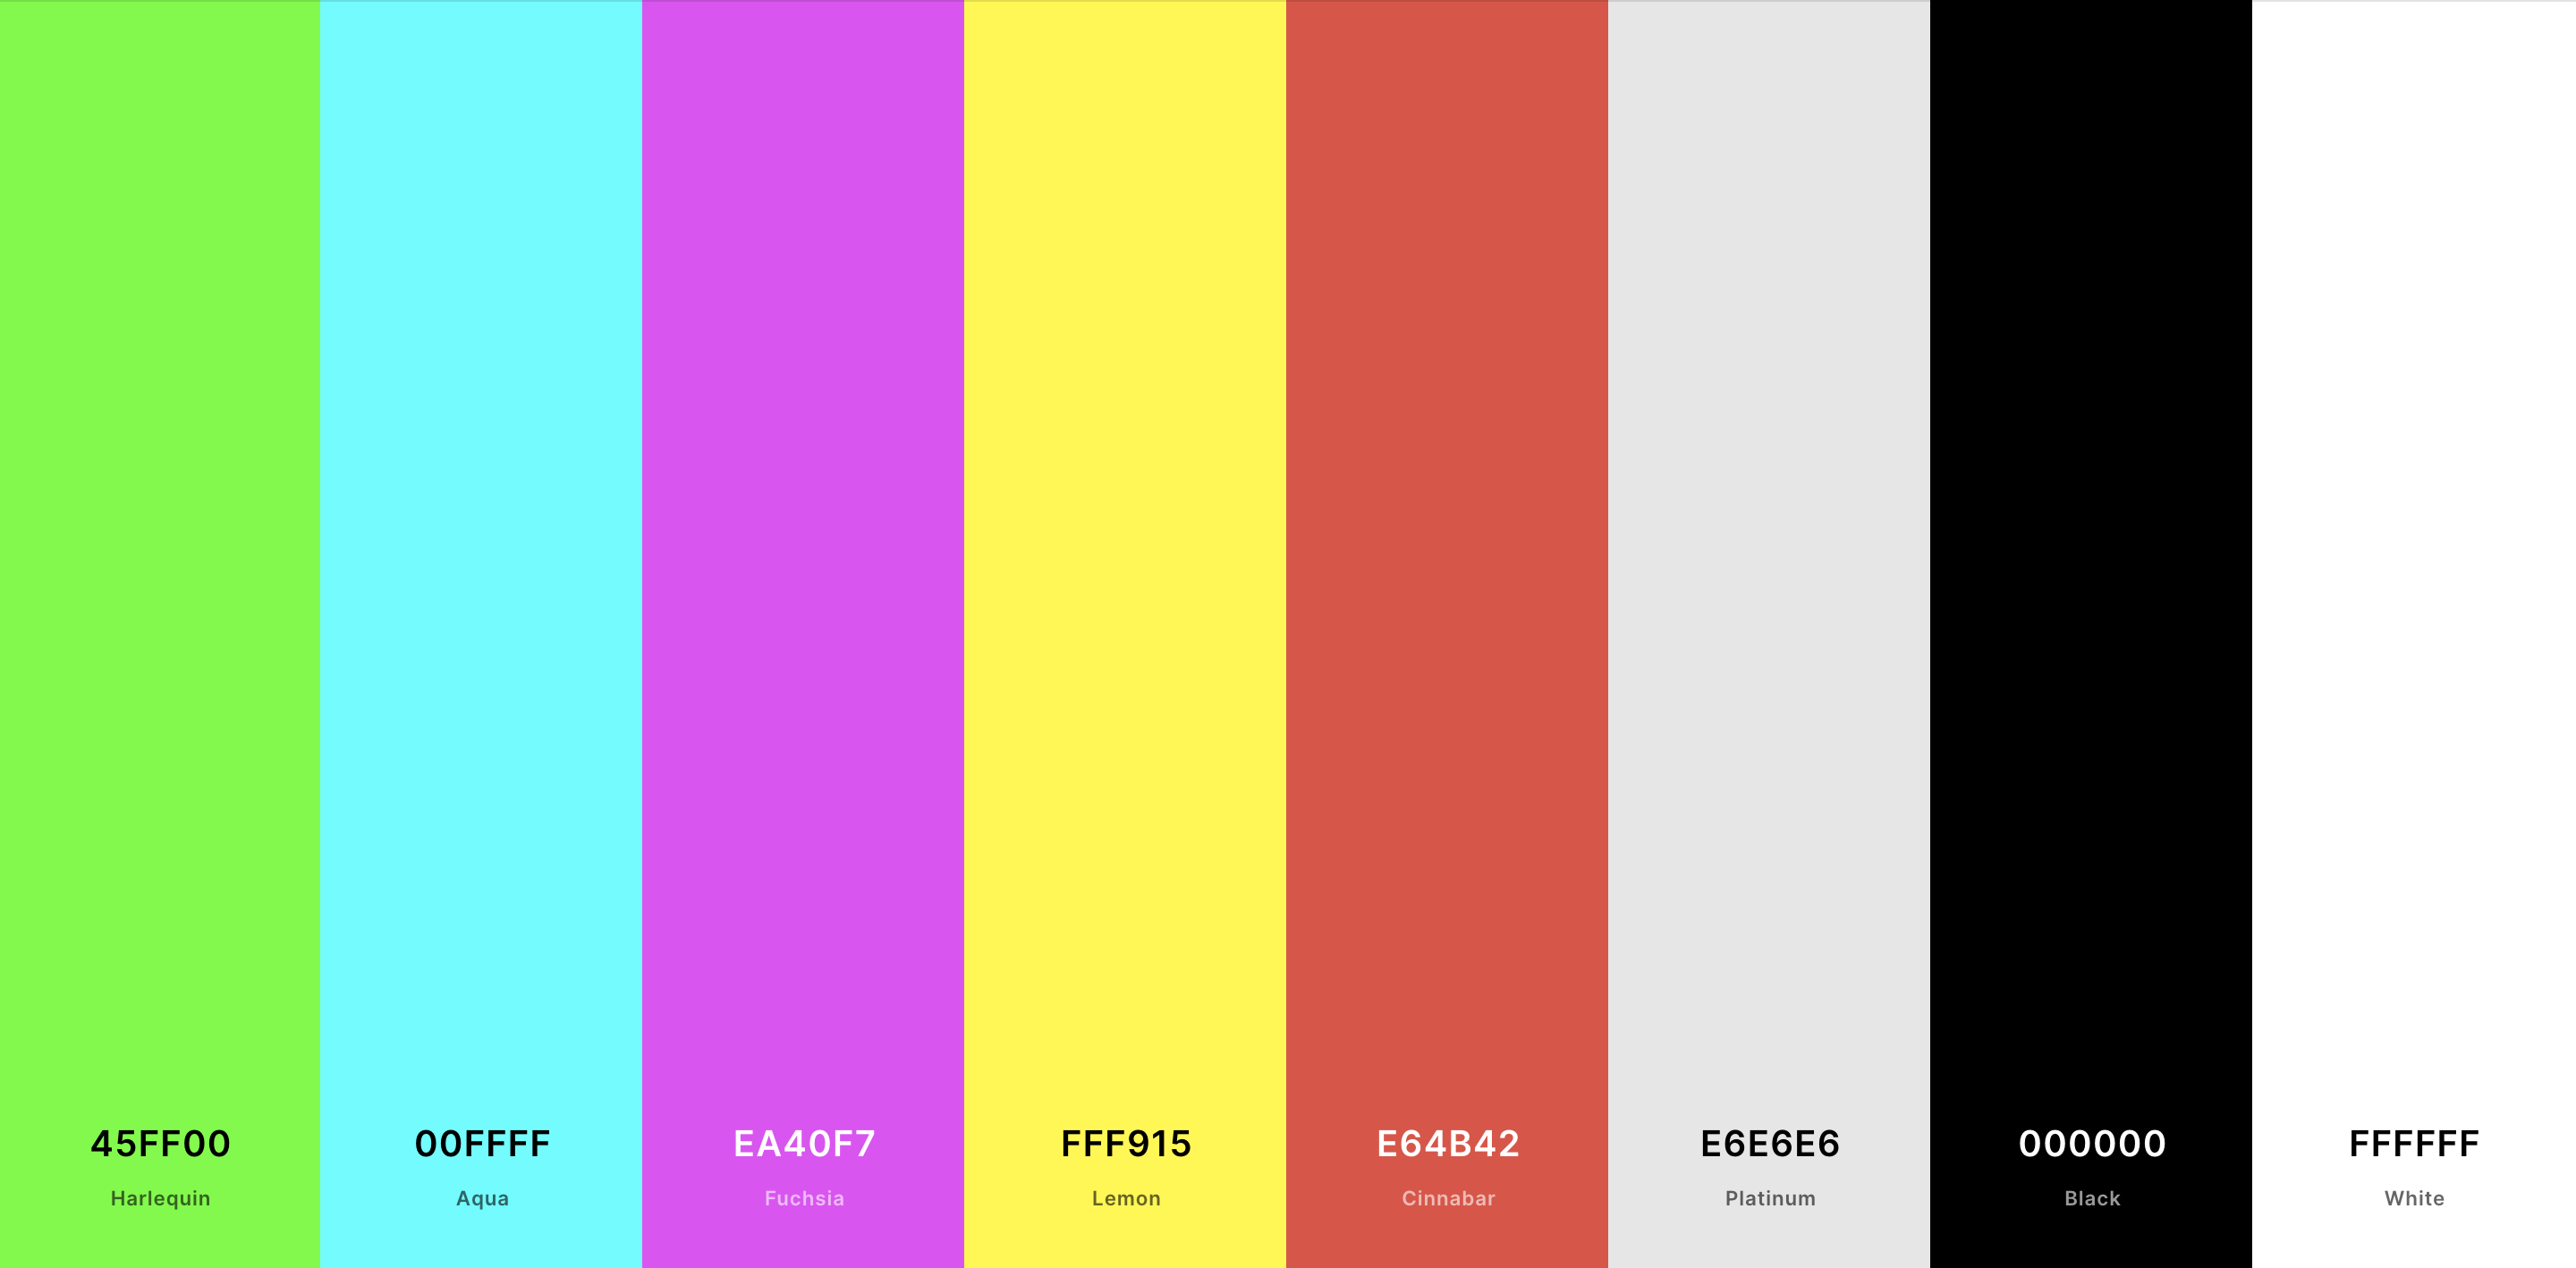 45FF00 00FFFF EA40F7 FFF915 E64B42 E6E6E6 000000 FFFFFF
Harlequin Aqua Fuchsia Lemon Cinnabar Platinum Black White